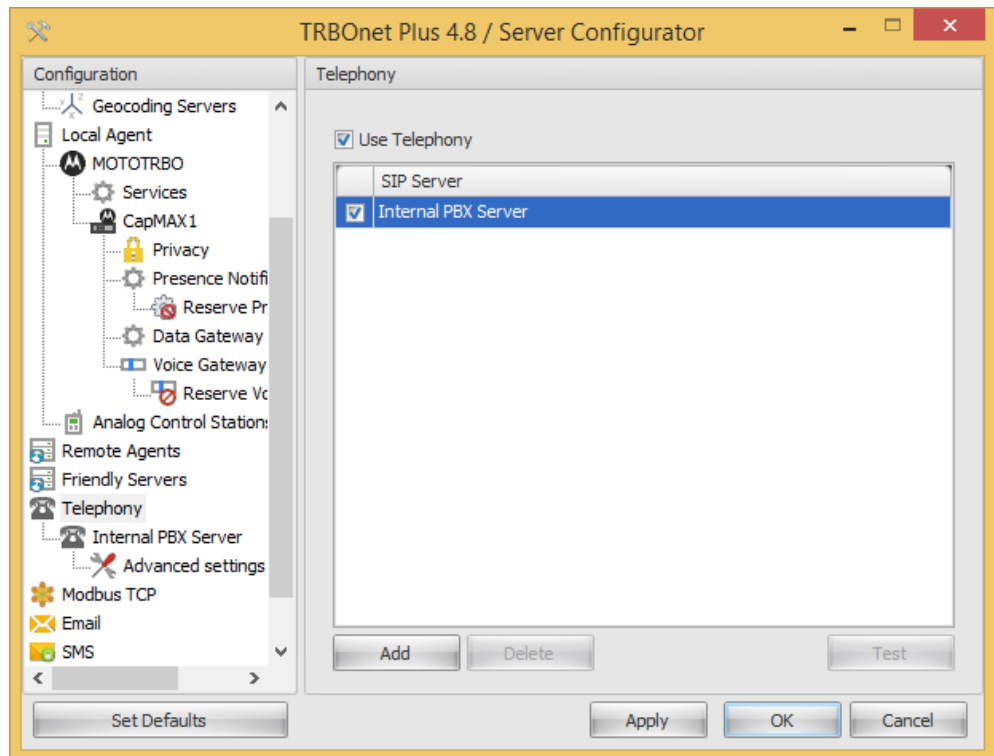 TRBOnet Plus 4.8 / Server Configurator
Configuration
Geocoding Servers
Local Agent
MOTOTRBO
Services
CapMAX1
Privacy
Presence Notifi
Reserve Pr
Data Gateway
Voice Gateway
Reserve Vo
Analog Control Stations
Remote Agents
Friendly Servers
Telephony
Internal PBX Server
Advanced settings
Modbus TCP
Email
SMS
Set Defaults
Telephony
Use Telephony
SIP Server
Internal PBX Server
Add
Delete
Test
Apply
OK
Cancel